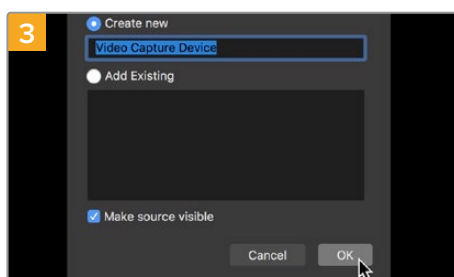 3
Create new
Video Capture Device
Add Existing
Make source visible
Cancel OK